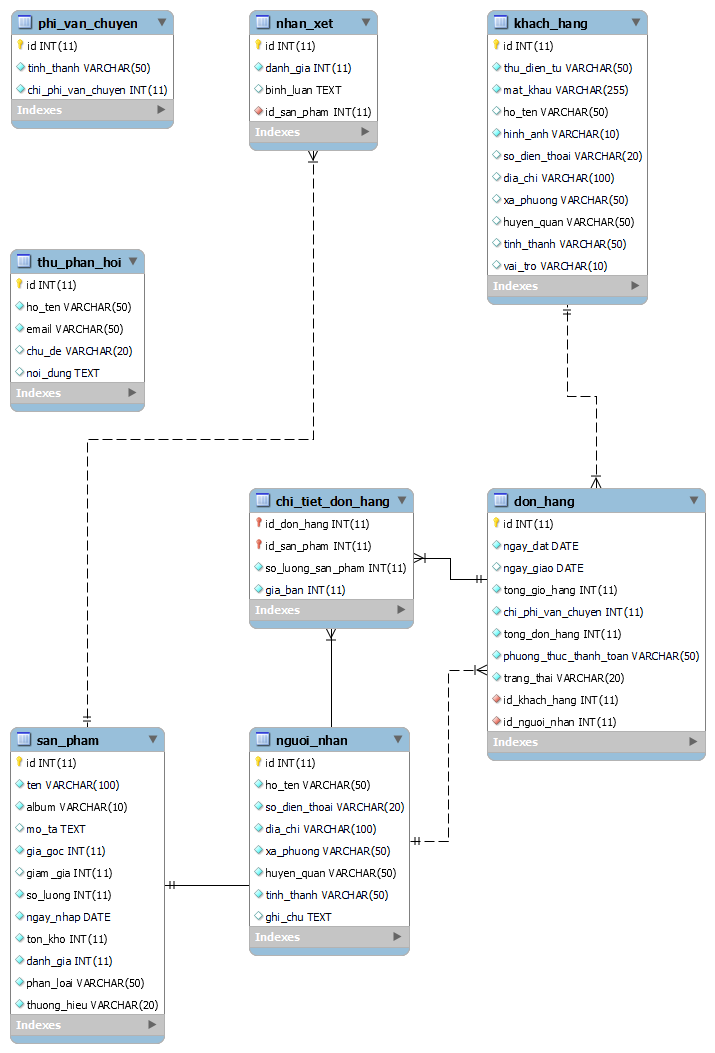 phi_van_chuyen
id INT(11)
tinh_thanh VARCHAR(50)
chi_phi_van_chuyen INT(11)
Indexes
nhan_xet
id INT(11)
danh_gia INT(11)
binh_luan TEXT
id_san_pham INT(11)
Indexes
khach_hang
id INT(11)
thu_dien_tu VARCHAR(50)
mat_khau VARCHAR(255)
ho_ten VARCHAR(50)
hinh_anh VARCHAR(10)
so_dien_thoai VARCHAR(20)
dia_chi VARCHAR(100)
xa_phuong VARCHAR(50)
huyen_quan VARCHAR(50)
tinh_thanh VARCHAR(50)
vai_tro VARCHAR(10)
Indexes
thu_phan_hoi
id INT(11)
ho_ten VARCHAR(50)
email VARCHAR(50)
chu_de VARCHAR(20)
noi_dung TEXT
Indexes
chi_tiet_don_hang
id_don_hang INT(11)
id_san_pham INT(11)
so_luong_san_pham INT(11)
gia_ban INT(11)
Indexes
don_hang
id INT(11)
ngay_dat DATE
ngay_giao DATE
tong_gio_hang INT(11)
chi_phi_van_chuyen INT(11)
tong_don_hang INT(11)
phuong_thuc_thanh_toan VARCHAR(50)
trang_thai VARCHAR(20)
id_khach_hang INT(11)
id_nguoi_nhan INT(11)
Indexes
san_pham
id INT(11)
ten VARCHAR(100)
album VARCHAR(10)
mo_ta TEXT
gia_goc INT(11)
giam_gia INT(11)
so_luong INT(11)
ngay_nhap DATE
ton_kho INT(11)
danh_gia INT(11)
phan_loai VARCHAR(50)
thuong_hieu VARCHAR(20)
Indexes
nguoi_nhan
id INT(11)
ho_ten VARCHAR(50)
so_dien_thoai VARCHAR(20)
dia_chi VARCHAR(100)
xa_phuong VARCHAR(50)
huyen_quan VARCHAR(50)
tinh_thanh VARCHAR(50)
ghi_chu TEXT
Indexes